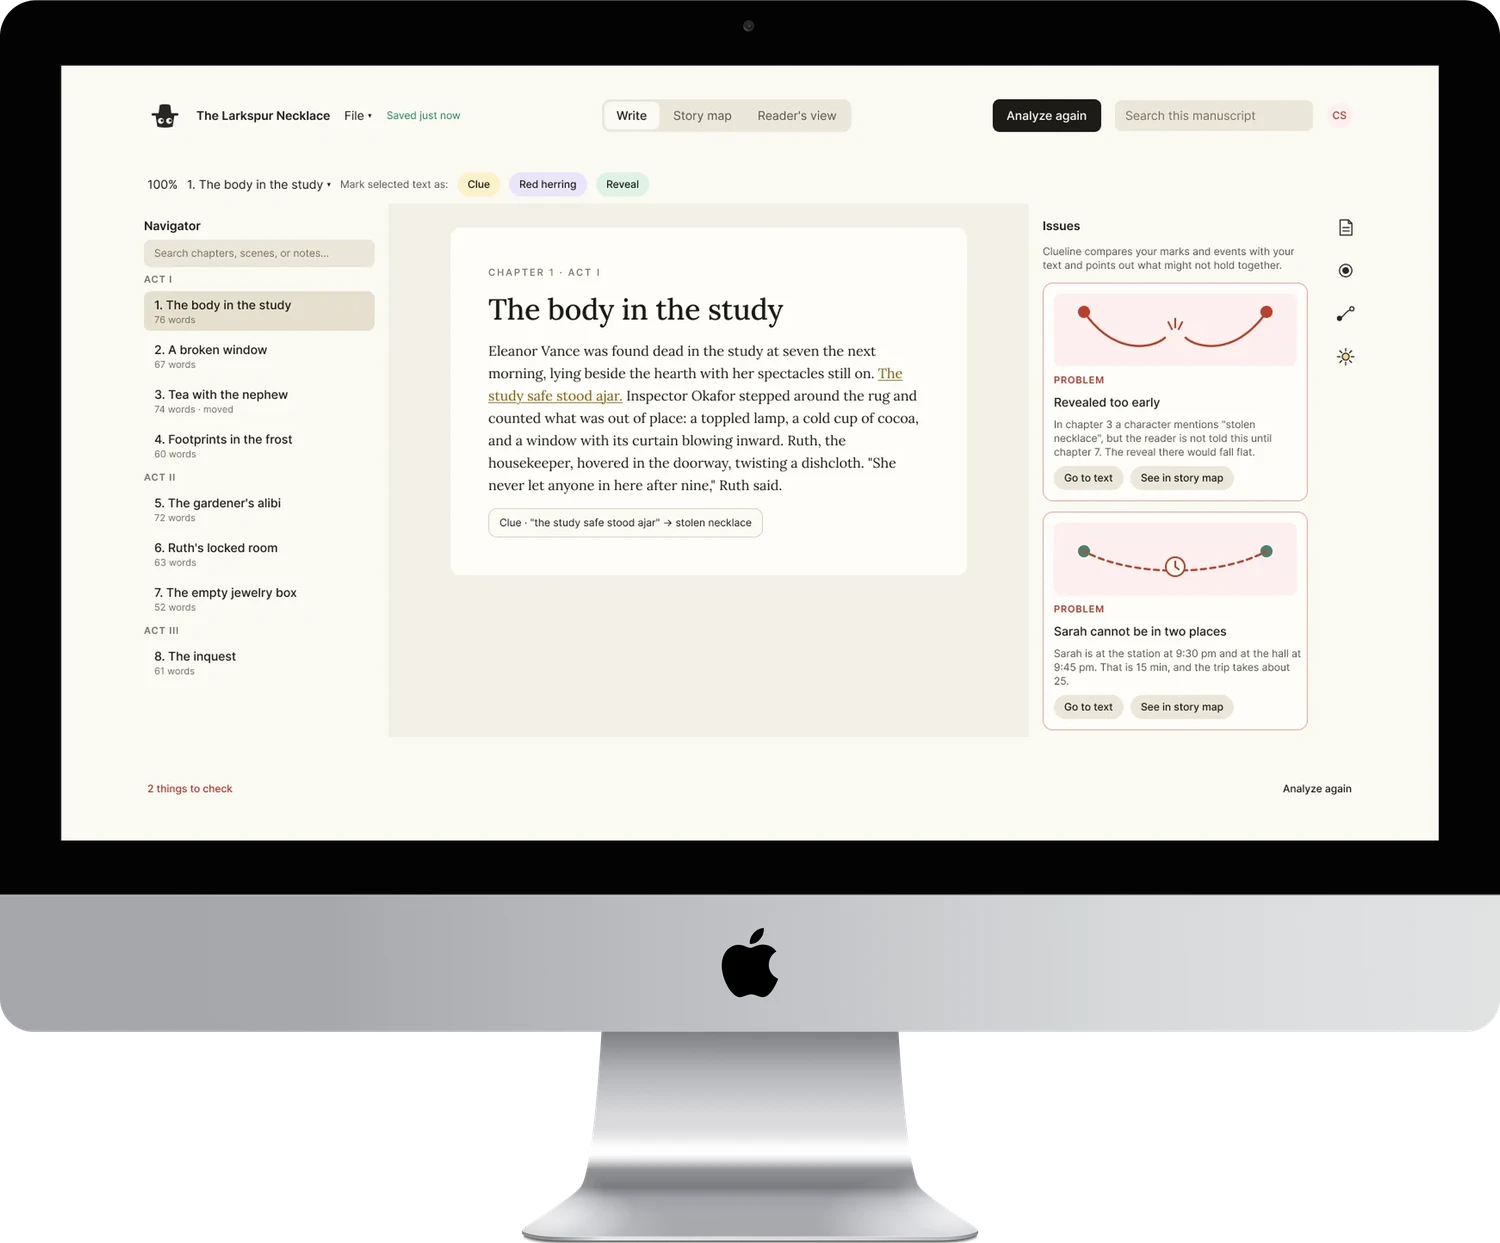 The Larkspur Necklace
File
Saved just now
Write
Story map
Reader's view
Analyze again
Search this manuscript
CS
100%
1. The body in the study
Mark selected text as:
Clue
Red herring
Reveal
Navigator
Search chapters, scenes, or notes...
ACT I
1. The body in the study
76 words
2. A broken window
67 words
3. Tea with the nephew
74 words · moved
4. Footprints in the frost
60 words
ACT II
5. The gardener's alibi
72 words
6. Ruth's locked room
63 words
7. The empty jewelry box
52 words
ACT III
8. The inquest
61 words
CHAPTER 1 · ACT I
The body in the study
Eleanor Vance was found dead in the study at seven the next
morning, lying beside the hearth with her spectacles still on. The
study safe stood ajar. Inspector Okafor stepped around the rug and
counted what was out of place: a toppled lamp, a cold cup of cocoa,
and a window with its curtain blowing inward. Ruth, the
housekeeper, hovered in the doorway, twisting a dishcloth. "She
never let anyone in here after nine," Ruth said.
Clue · "the study safe stood ajar" → stolen necklace
Issues
Clueline compares your marks and events with your
text and points out what might not hold together.
PROBLEM
Revealed too early
In chapter 3 a character mentions "stolen
necklace", but the reader is not told this until
chapter 7. The reveal there would fall flat.
Go to text
See in story map
PROBLEM
Sarah cannot be in two places
Sarah is at the station at 9:30 pm and at the hall at
9:45 pm. That is 15 min, and the trip takes about
25.
Go to text
See in story map
2 things to check
Analyze again